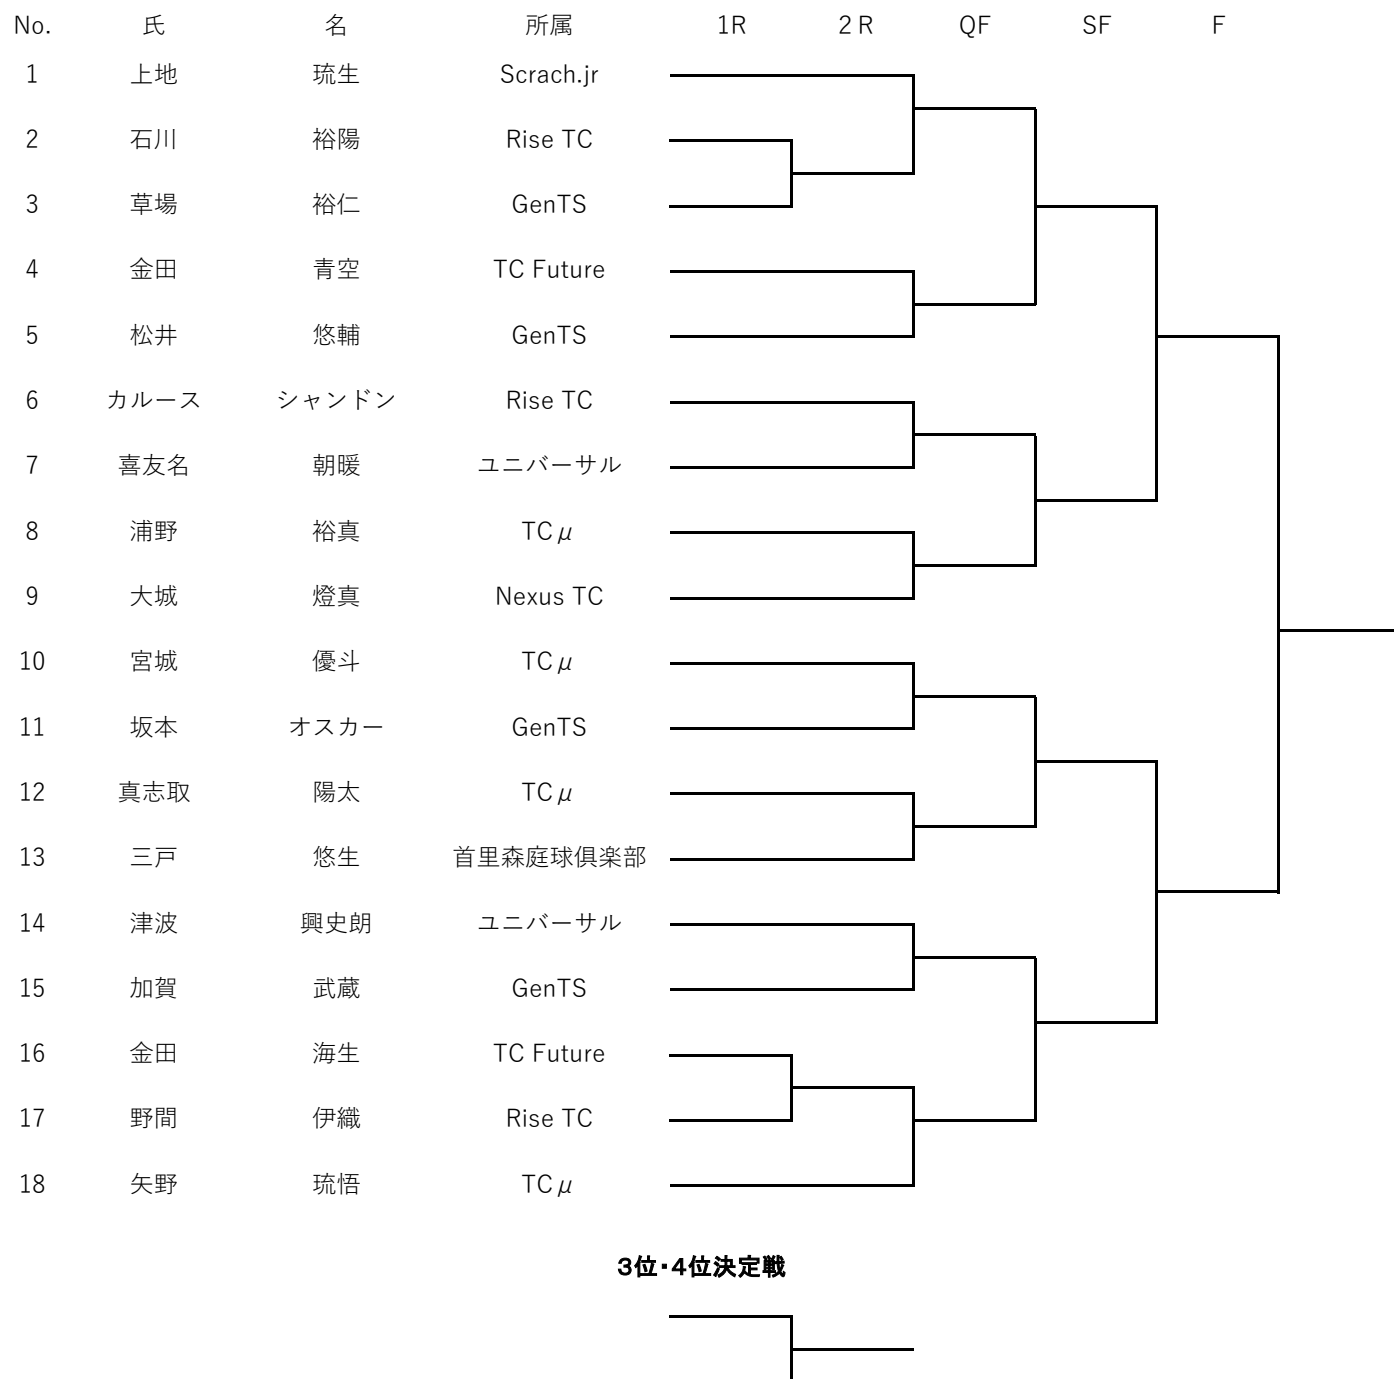 No. 氏 名 所属 1R 2R QF SF F
1 上地 琉生 Scrach.jr
2 石川 裕陽 Rise TC
3 草場 裕仁 GenTS
4 金田 青空 TC Future
5 松井 悠輔 GenTS
6 カルース シャンドン Rise TC
7 喜友名 朝暖 ユニバーサル
8 浦野 裕真 TCμ
9 大城 燈真 Nexus TC
10 宮城 優斗 TCμ
11 坂本 オスカー GenTS
12 真志取 陽太 TCμ
13 三戸 悠生 首里森庭球倶楽部
14 津波 興史朗 ユニバーサル
15 加賀 武蔵 GenTS
16 金田 海生 TC Future
17 野間 伊織 Rise TC
18 矢野 琉悟 TCμ
3位・4位決定戦